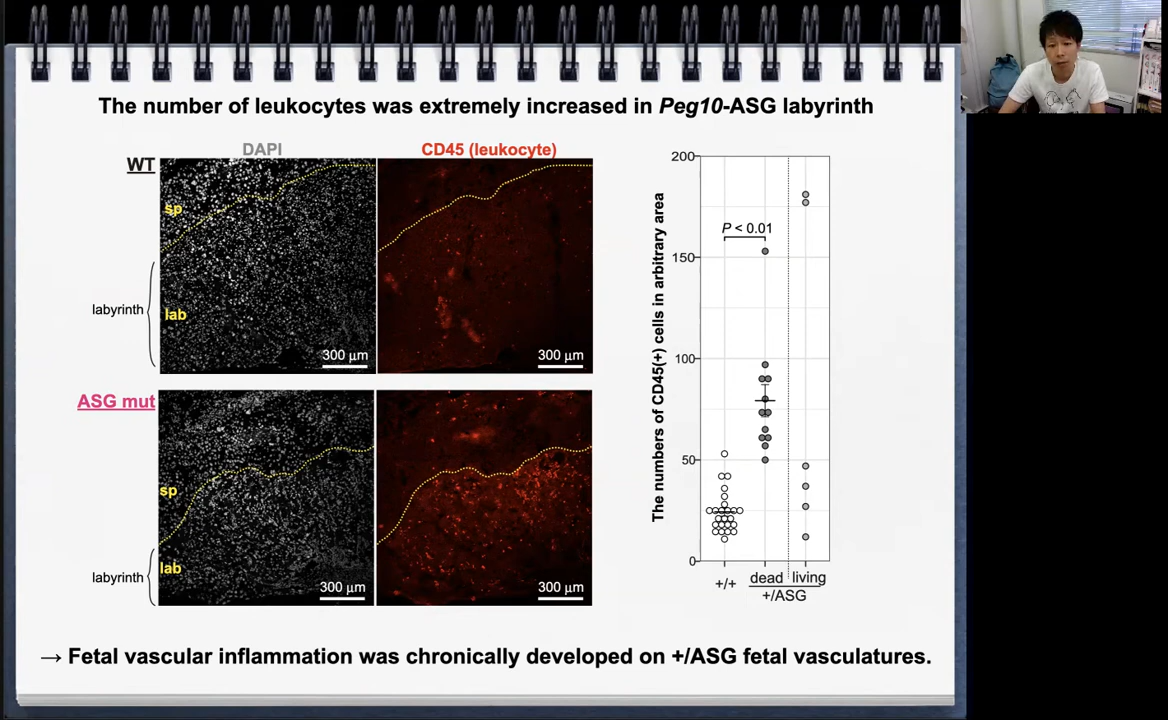 The number of leukocytes was extremely increased in Peg10-ASG labyrinth
DAPI
CD45 (leukocyte)
WT
sp
labyrinth
lab
300 µm
300 µm
ASG mut
sp
labyrinth
lab
300 µm
300 µm
The numbers of CD45(+) cells in arbitrary area
200
150
100
50
0
P < 0.01
+/+
dead
living
+/ASG
→ Fetal vascular inflammation was chronically developed on +/ASG fetal vasculatures.